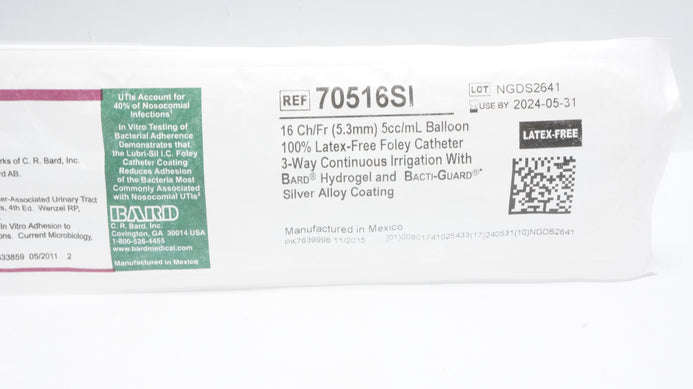 rks of C. R. Bard, Inc.
rd AB.
ter-Associated Urinary Tract
s, 4th Ed. Wenzel RP,
In Vitro Adhesion to
ons. Current Microbiology,
633859 05/2011 2
UTIs Account for
40% of Nosocomial
Infections¹
In Vitro Testing of
Bacterial Adherence
Demonstrates that
the Lubri-Sil I.C. Foley
Catheter Coating
Reduces Adhesion
of the Bacteria Most
Commonly Associated
with Nosocomial UTIs
BARD
C. R. Bard, Inc.
Covington, GA 30014 USA
1-800-526-4455
www.bardmedical.com
Manufactured in Mexico
REF 70516SI
16 Ch/Fr (5.3mm) 5cc/mL Balloon
100% Latex-Free Foley Catheter
3-Way Continuous Irrigation With
BARD® Hydrogel and BACTI-GUARD®*
Silver Alloy Coating
Manufactured in Mexico
PK7639996 11/2015 (01)00801741025433(17)240531(10)NGDS2641
LOT NGDS2641
USE BY 2024-05-31
LATEX-FREE